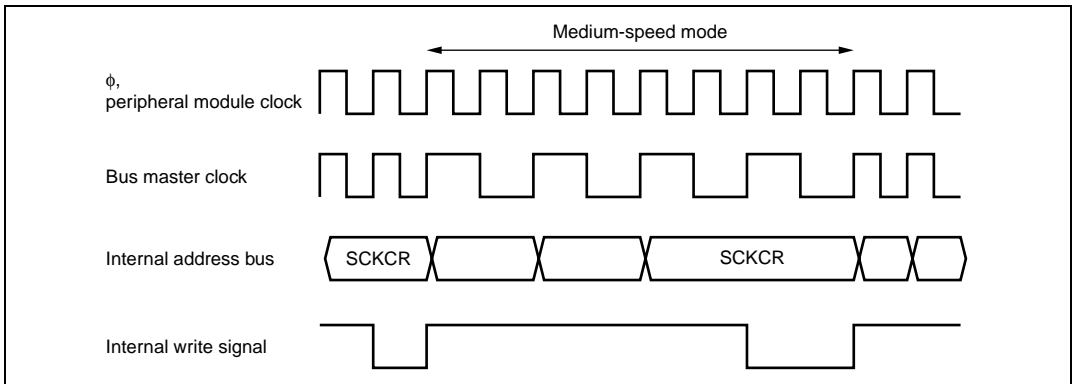 Medium-speed mode
ϕ,
peripheral module clock
Bus master clock
Internal address bus
SCKCR
SCKCR
Internal write signal